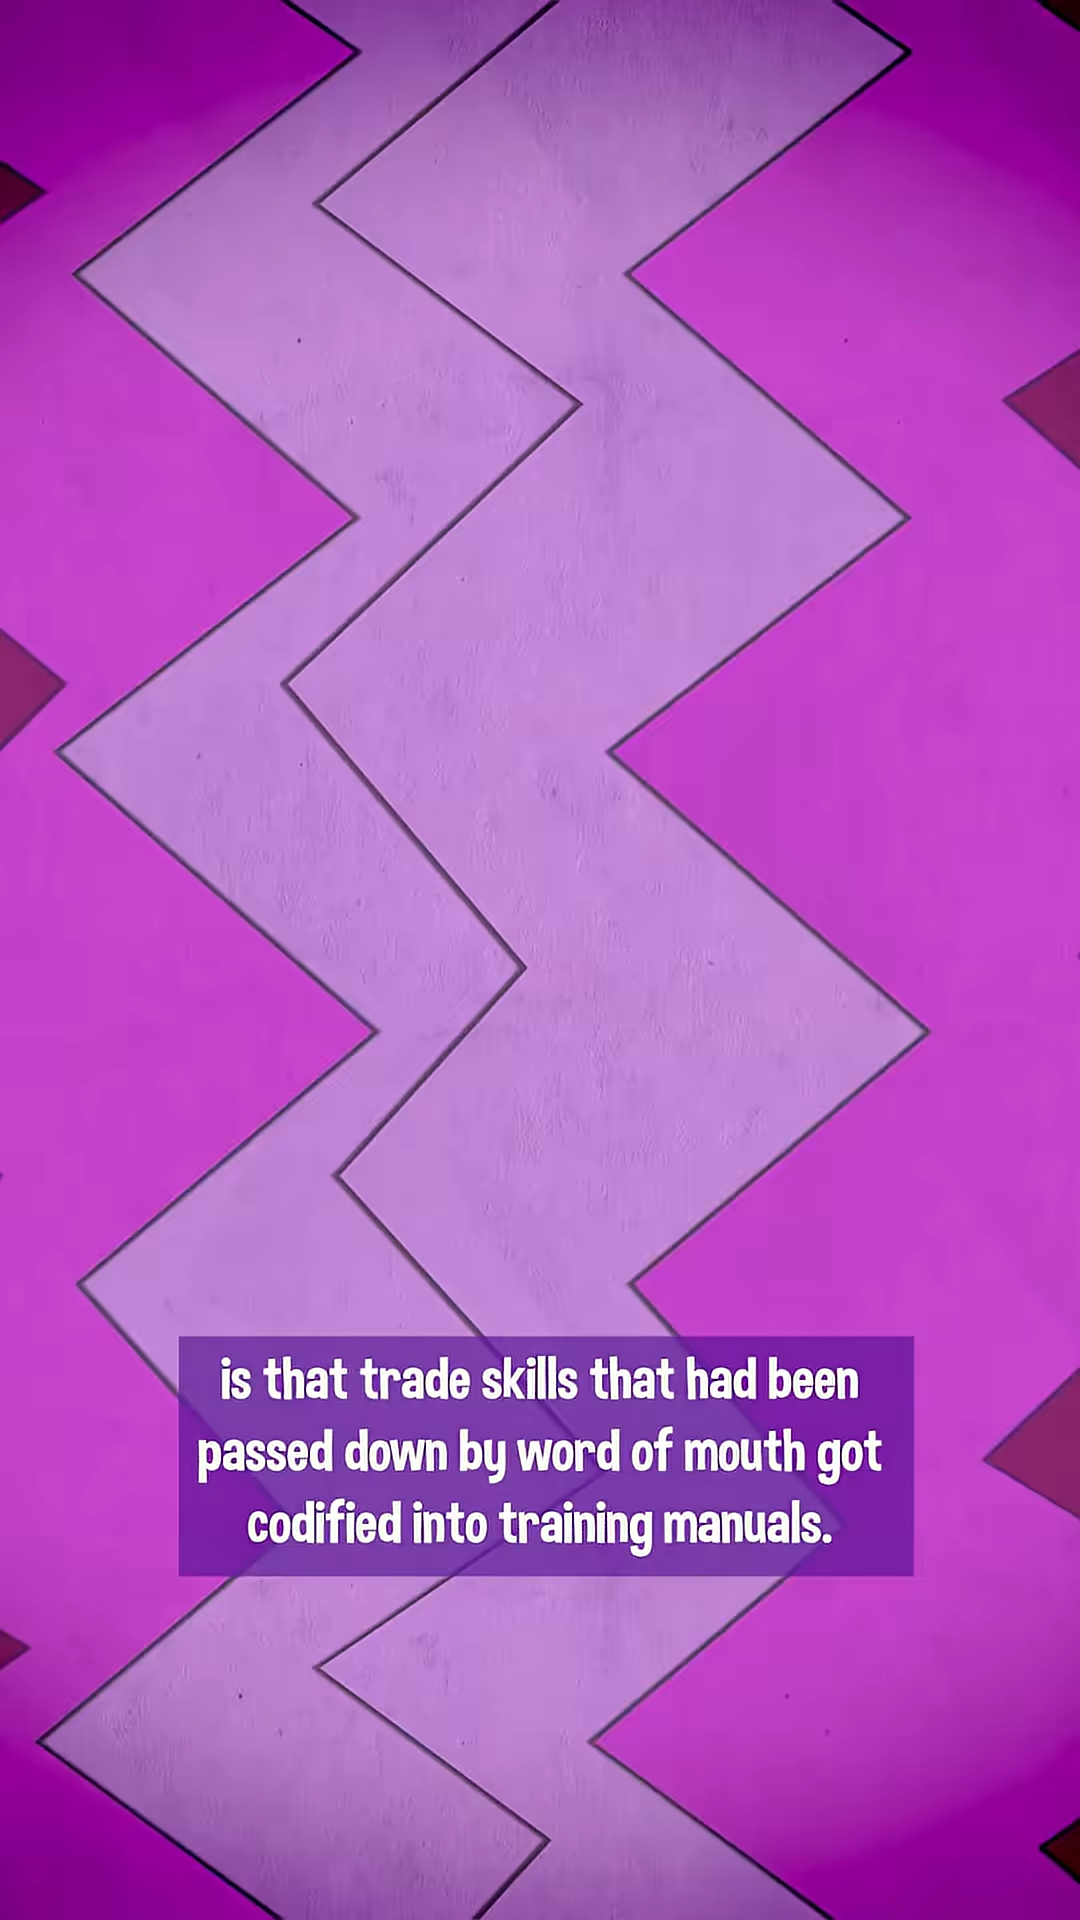 is that trade skills that had been
passed down by word of mouth got
codified into training manuals.